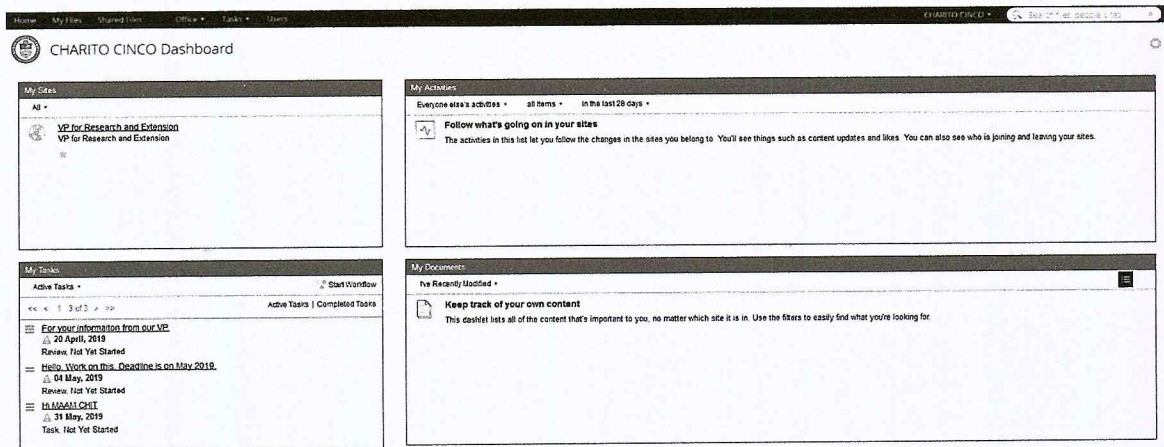 Home My Files Shared Files Office Tasks Users CHARITO CINCO Search files, people, sites
CHARITO CINCO Dashboard
My Sites
All
VP for Research and Extension
VP for Research and Extension
My Activities
Everyone else's activities all items in the last 28 days
Follow what's going on in your sites
The activities in this list let you follow the changes in the sites you belong to. You'll see things such as content updates and likes. You can also see who is joining and leaving your sites.
My Tasks
Active Tasks Start Workflow
<< < 1 3 of 3 > >> Active Tasks | Completed Tasks
For your informaiton from our VP.
20 April, 2019
Review, Not Yet Started
Hello. Work on this. Deadline is on May 2019.
04 May, 2019
Review, Not Yet Started
Hi MAAM CHIT
31 May, 2019
Task, Not Yet Started
My Documents
I've Recently Modified
Keep track of your own content
This dashlet lists all of the content that's important to you, no matter which site it is in. Use the filters to easily find what you're looking for.